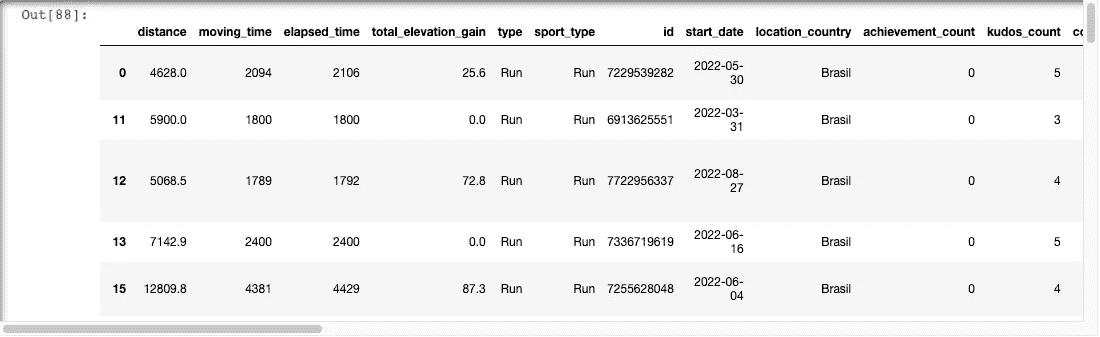 Out[88]:
distance moving_time elapsed_time total_elevation_gain type sport_type id start_date location_country achievement_count kudos_count co
0 4628.0 2094 2106 25.6 Run Run 7229539282 2022-05-30 Brasil 0 5
11 5900.0 1800 1800 0.0 Run Run 6913625551 2022-03-31 Brasil 0 3
12 5068.5 1789 1792 72.8 Run Run 7722956337 2022-08-27 Brasil 0 4
13 7142.9 2400 2400 0.0 Run Run 7336719619 2022-06-16 Brasil 0 5
15 12809.8 4381 4429 87.3 Run Run 7255628048 2022-06-04 Brasil 0 4